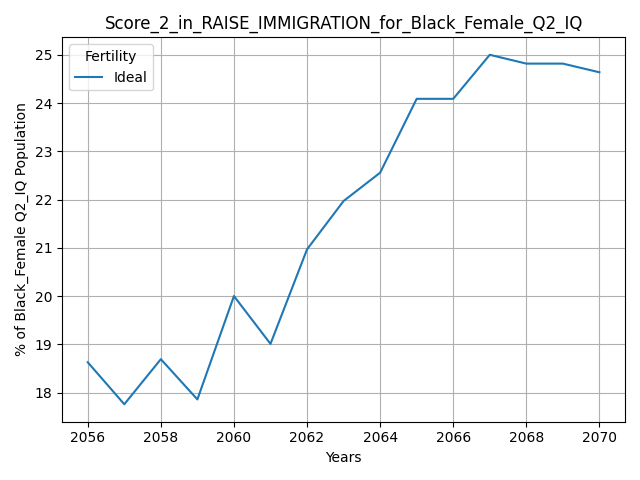 Score_2_in_RAISE_IMMIGRATION_for_Black_Female_Q2_IQ
Fertility
Ideal
% of Black_Female Q2_IQ Population
25
24
23
22
21
20
19
18
2056 2058 2060 2062 2064 2066 2068 2070
Years